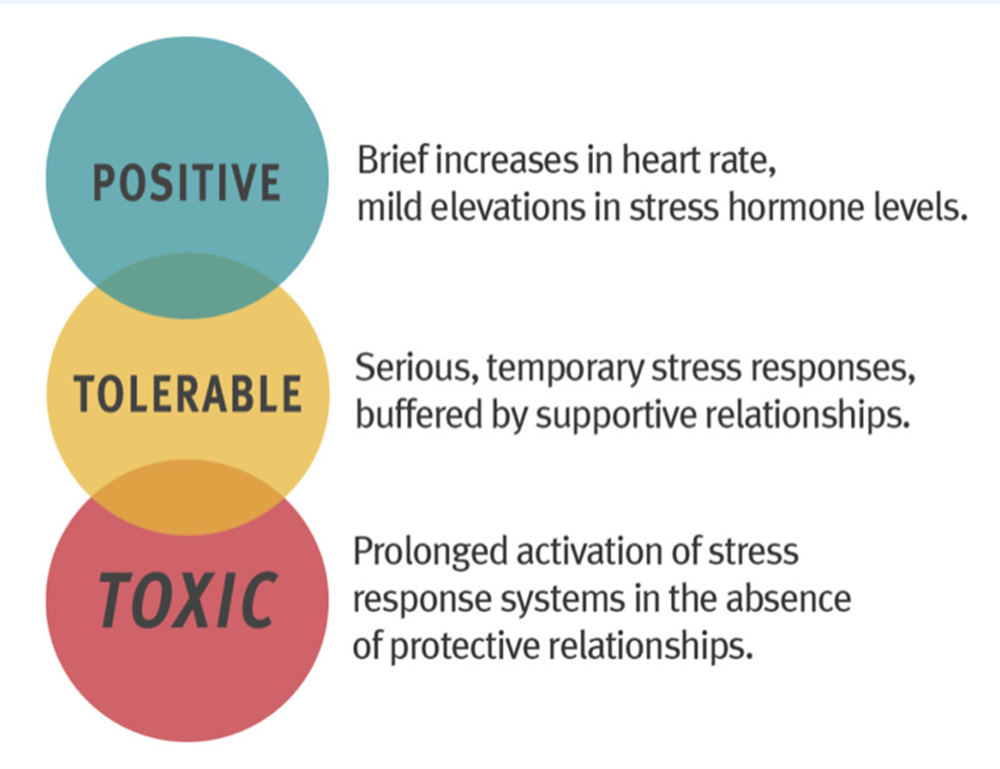 POSITIVE
Brief increases in heart rate,
mild elevations in stress hormone levels.
TOLERABLE
Serious, temporary stress responses,
buffered by supportive relationships.
TOXIC
Prolonged activation of stress
response systems in the absence
of protective relationships.